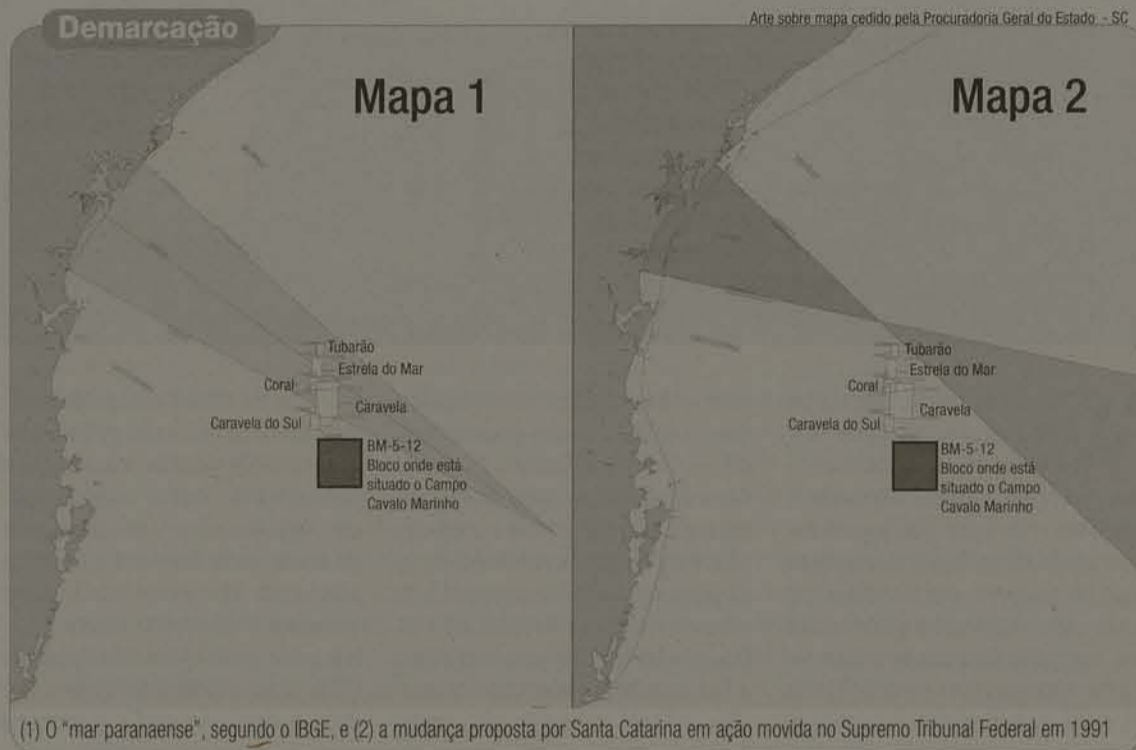 Demarcação
Arte sobre mapa cedido pela Procuradoria Geral do Estado - SC
Mapa 1
Tubarão
Estrela do Mar
Coral
Caravela
Caravela do Sul
BM-5-12
Bloco onde está
situado o Campo
Cavalo Marinho
Mapa 2
Tubarão
Estrela do Mar
Coral
Caravela
Caravela do Sul
BM-5-12
Bloco onde está
situado o Campo
Cavalo Marinho
(1) O "mar paranaense", segundo o IBGE, e (2) a mudança proposta por Santa Catarina em ação movida no Supremo Tribunal Federal em 1991